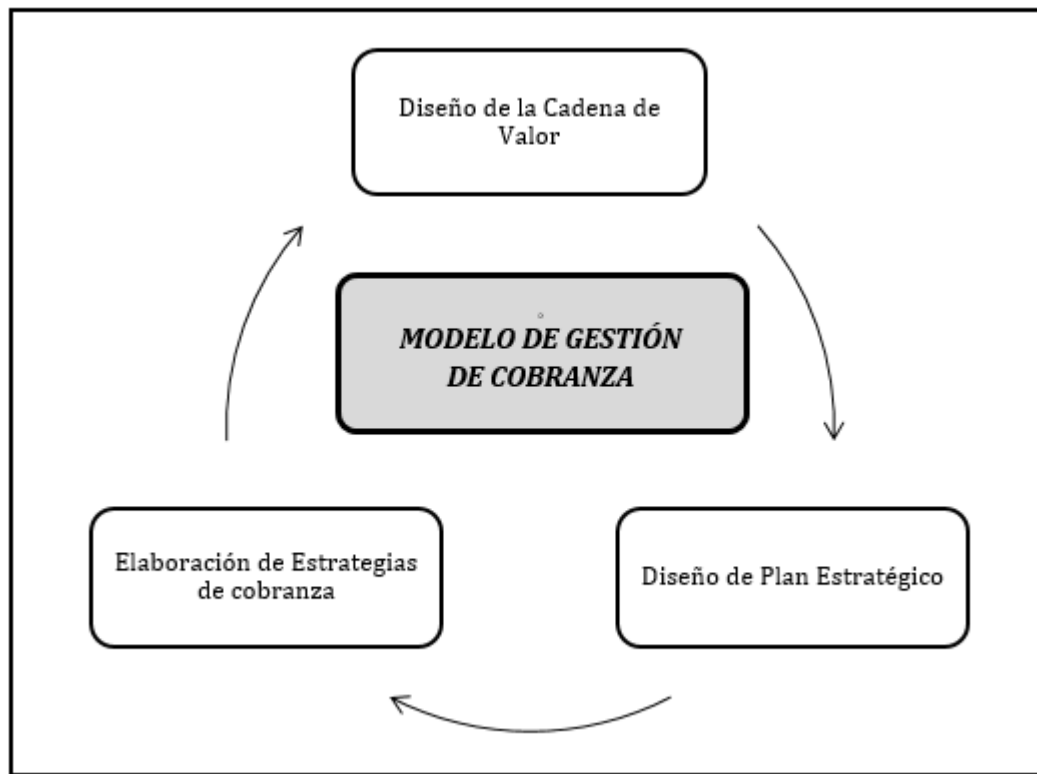 Diseño de la Cadena de
Valor
MODELO DE GESTIÓN
DE COBRANZA
Elaboración de Estrategias
de cobranza
Diseño de Plan Estratégico